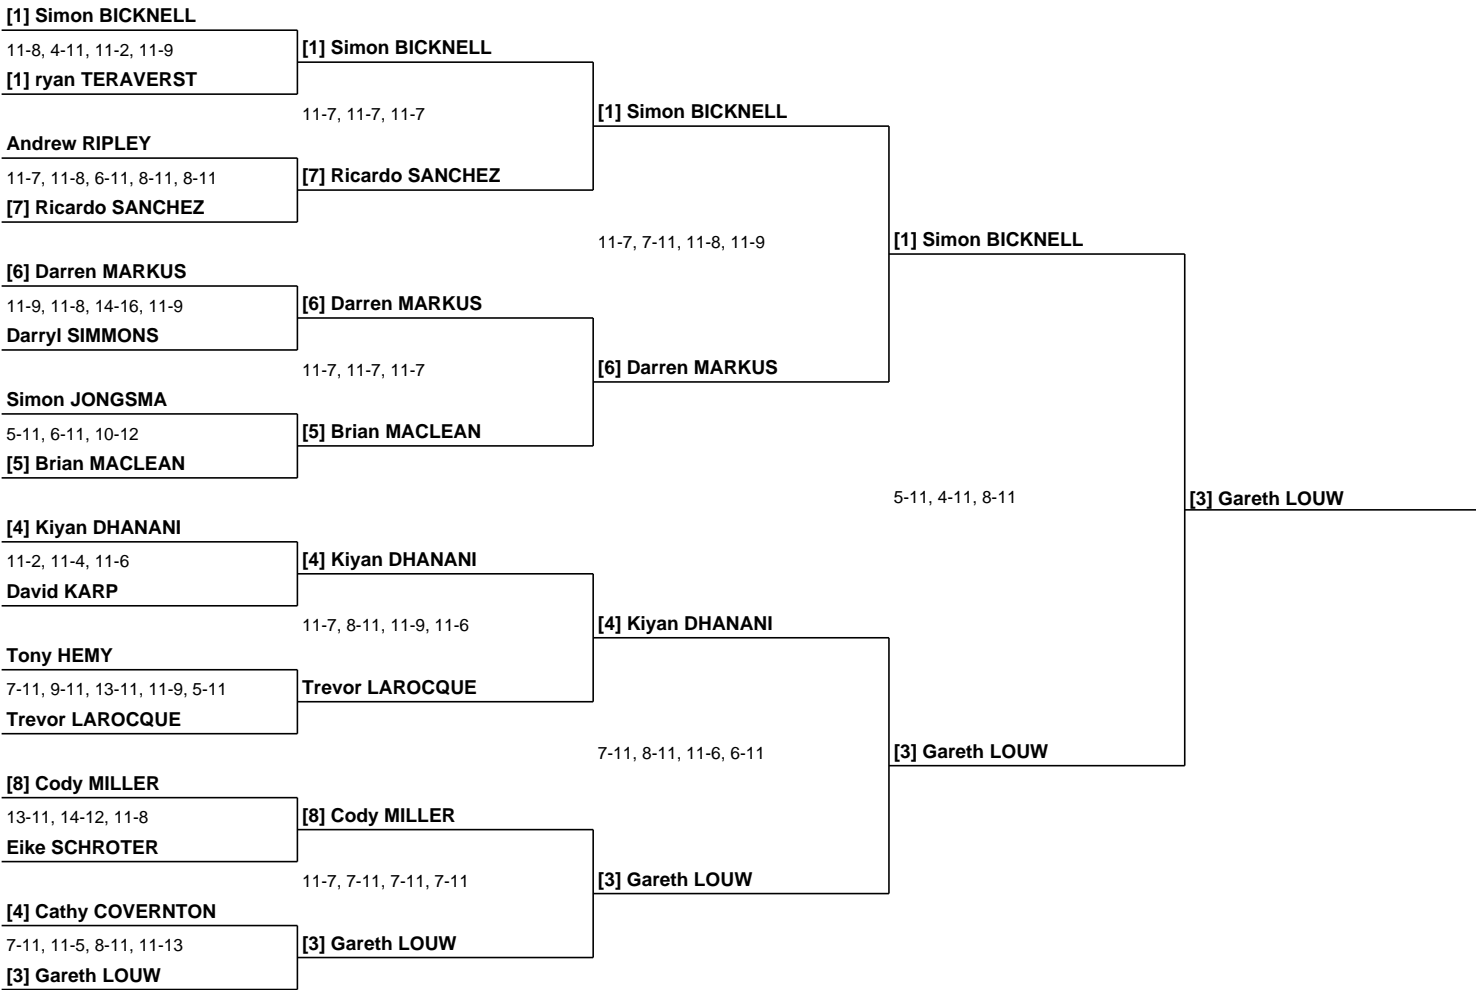 [1] Simon BICKNELL
11-8, 4-11, 11-2, 11-9
[1] ryan TERAVERST
Andrew RIPLEY
11-7, 11-8, 6-11, 8-11, 8-11
[7] Ricardo SANCHEZ
[6] Darren MARKUS
11-9, 11-8, 14-16, 11-9
Darryl SIMMONS
Simon JONGSMA
5-11, 6-11, 10-12
[5] Brian MACLEAN
[4] Kiyan DHANANI
11-2, 11-4, 11-6
David KARP
Tony HEMY
7-11, 9-11, 13-11, 11-9, 5-11
Trevor LAROCQUE
[8] Cody MILLER
13-11, 14-12, 11-8
Eike SCHROTER
[4] Cathy COVERNTON
7-11, 11-5, 8-11, 11-13
[3] Gareth LOUW
[1] Simon BICKNELL
11-7, 11-7, 11-7
[7] Ricardo SANCHEZ
[6] Darren MARKUS
11-7, 11-7, 11-7
[5] Brian MACLEAN
[4] Kiyan DHANANI
11-7, 8-11, 11-9, 11-6
Trevor LAROCQUE
[8] Cody MILLER
11-7, 7-11, 7-11, 7-11
[3] Gareth LOUW
[1] Simon BICKNELL
11-7, 7-11, 11-8, 11-9
[6] Darren MARKUS
[4] Kiyan DHANANI
7-11, 8-11, 11-6, 6-11
[3] Gareth LOUW
[1] Simon BICKNELL
5-11, 4-11, 8-11
[3] Gareth LOUW
[3] Gareth LOUW